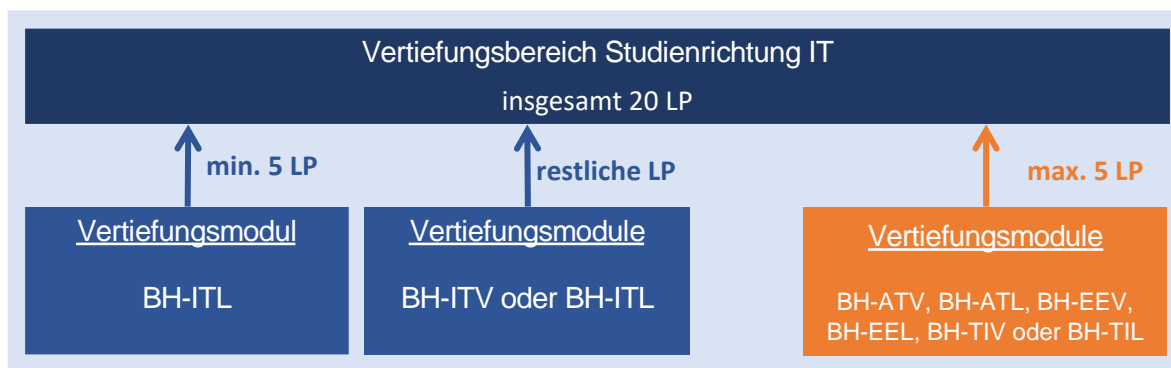 Vertiefungsbereich Studienrichtung IT
insgesamt 20 LP
min. 5 LP
restliche LP
max. 5 LP
Vertiefungsmodul
BH-ITL
Vertiefungsmodule
BH-ITV oder BH-ITL
Vertiefungsmodule
BH-ATV, BH-ATL, BH-EEV,
BH-EEL, BH-TIV oder BH-TIL